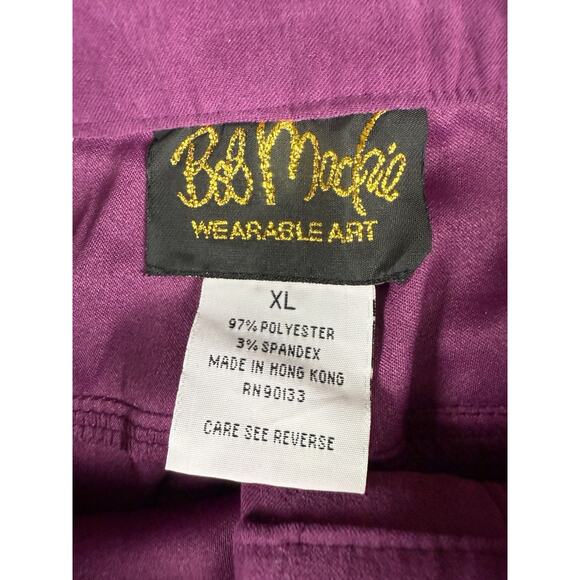 Bob Mackie
WEARABLE ART
XL
97% POLYESTER
3% SPANDEX
MADE IN HONG KONG
RN90133
CARE SEE REVERSE